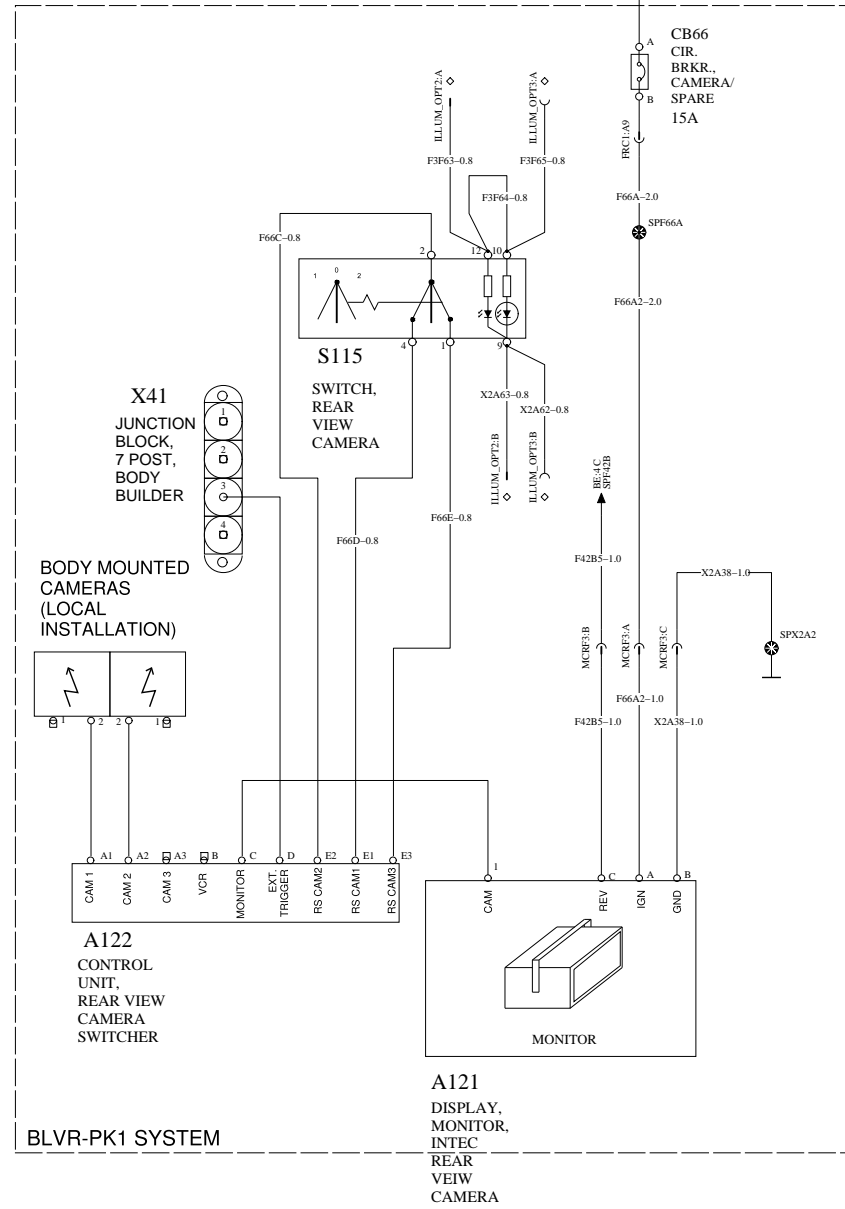 CB66
CIR.
BRKR.,
CAMERA/
SPARE
15A
A
B
FRC1:A9
F66A–2.0
SPF66A
F66A2–2.0
ILLUM_OPT2:A
ILLUM_OPT3:A
F3F63–0.8
F3F65–0.8
F3F64–0.8
F66C–0.8
2
12
10
1
0
2
4
1
9
S115
SWITCH,
REAR
VIEW
CAMERA
X2A63–0.8
X2A62–0.8
ILLUM_OPT2:B
ILLUM_OPT3:B
X41
JUNCTION
BLOCK,
7 POST,
BODY
BUILDER
1
2
3
4
F66E–0.8
F66D–0.8
BE:4C
SPF42B
F42B5–1.0
X2A38–1.0
SPX2A2
MCRF3:B
MCRF3:A
MCRF3:C
F66A2–1.0
F42B5–1.0
X2A38–1.0
BODY MOUNTED
CAMERAS
(LOCAL
INSTALLATION)
1
2
2
1
A1
A2
A3
B
C
D
E2
E1
E3
CAM 1
CAM 2
CAM 3
VCR
MONITOR
EXT.
TRIGGER
RS CAM2
RS CAM1
RS CAM3
A122
CONTROL
UNIT,
REAR VIEW
CAMERA
SWITCHER
1
C
A
B
CAM
REV
IGN
GND
MONITOR
A121
DISPLAY,
MONITOR,
INTEC
REAR
VEIW
CAMERA
BLVR-PK1 SYSTEM